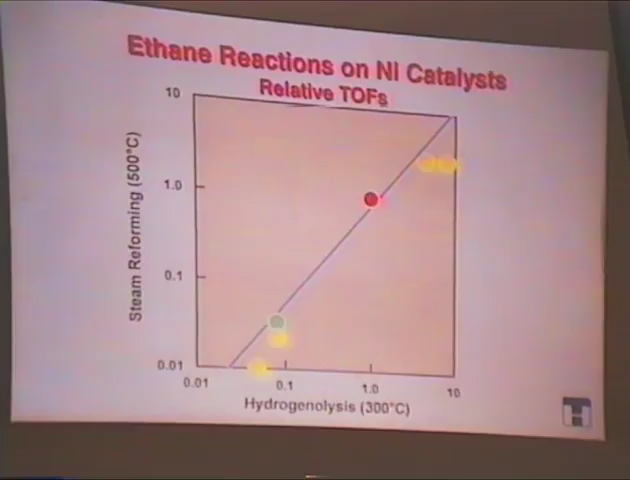 Ethane Reactions on Ni Catalysts
Relative TOFs
10
1.0
0.1
0.01
Steam Reforming (500°C)
0.01
0.1
1.0
10
Hydrogenolysis (300°C)